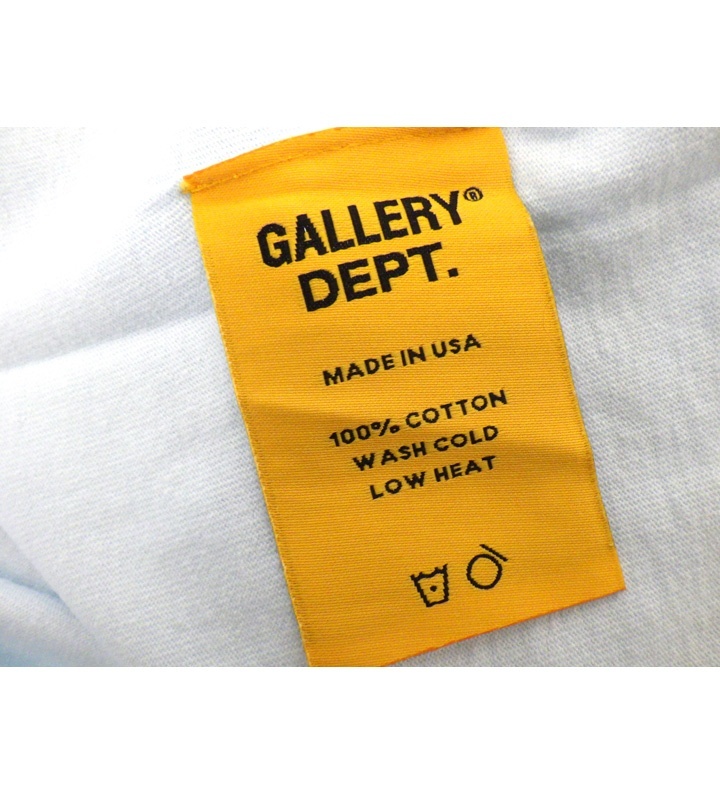 GALLERY®
DEPT.
MADE IN USA
100% COTTON
WASH COLD
LOW HEAT